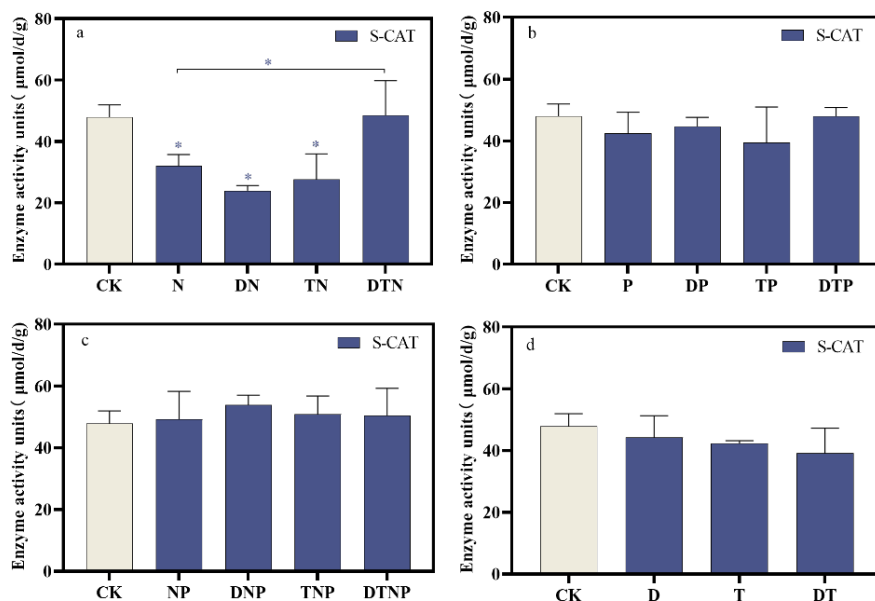 a
S-CAT
Enzyme activity units( μmol/d/g)
80
60
40
20
0
*
*
*
*
CK N DN TN DTN
b
S-CAT
Enzyme activity units( μmol/d/g)
80
60
40
20
0
CK P DP TP DTP
c
S-CAT
Enzyme activity units( μmol/d/g)
80
60
40
20
0
CK NP DNP TNP DTNP
d
S-CAT
Enzyme activity units( μmol/d/g)
80
60
40
20
0
CK D T DT